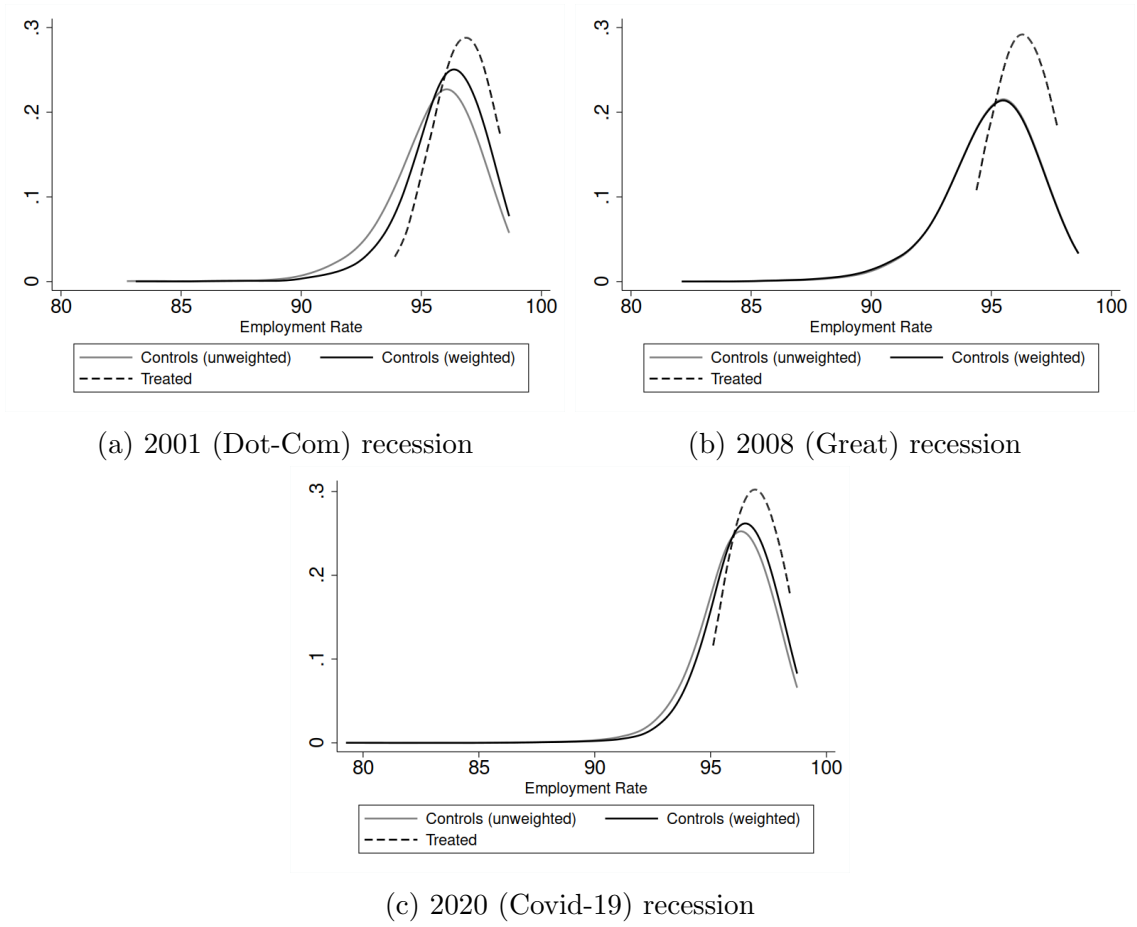 .3
.2
.1
0
80 85 90 95 100
Employment Rate
Controls (unweighted) Controls (weighted)
Treated
(a) 2001 (Dot-Com) recession
.3
.2
.1
0
80 85 90 95 100
Employment Rate
Controls (unweighted) Controls (weighted)
Treated
(b) 2008 (Great) recession
.3
.2
.1
0
80 85 90 95 100
Employment Rate
Controls (unweighted) Controls (weighted)
Treated
(c) 2020 (Covid-19) recession